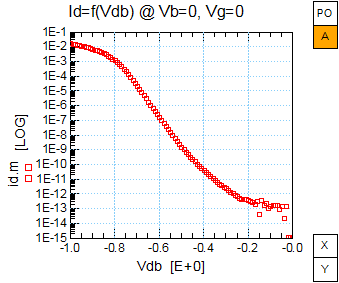 Id=f(Vdb) @ Vb=0, Vg=0
PO
A
1E-1
1E-2
1E-3
1E-4
1E-5
1E-6
1E-7
1E-8
1E-9
1E-10
1E-11
1E-12
1E-13
1E-14
1E-15
id.m [LOG]
-1.0 -0.8 -0.6 -0.4 -0.2 -0.0
Vdb [E+0]
X
Y